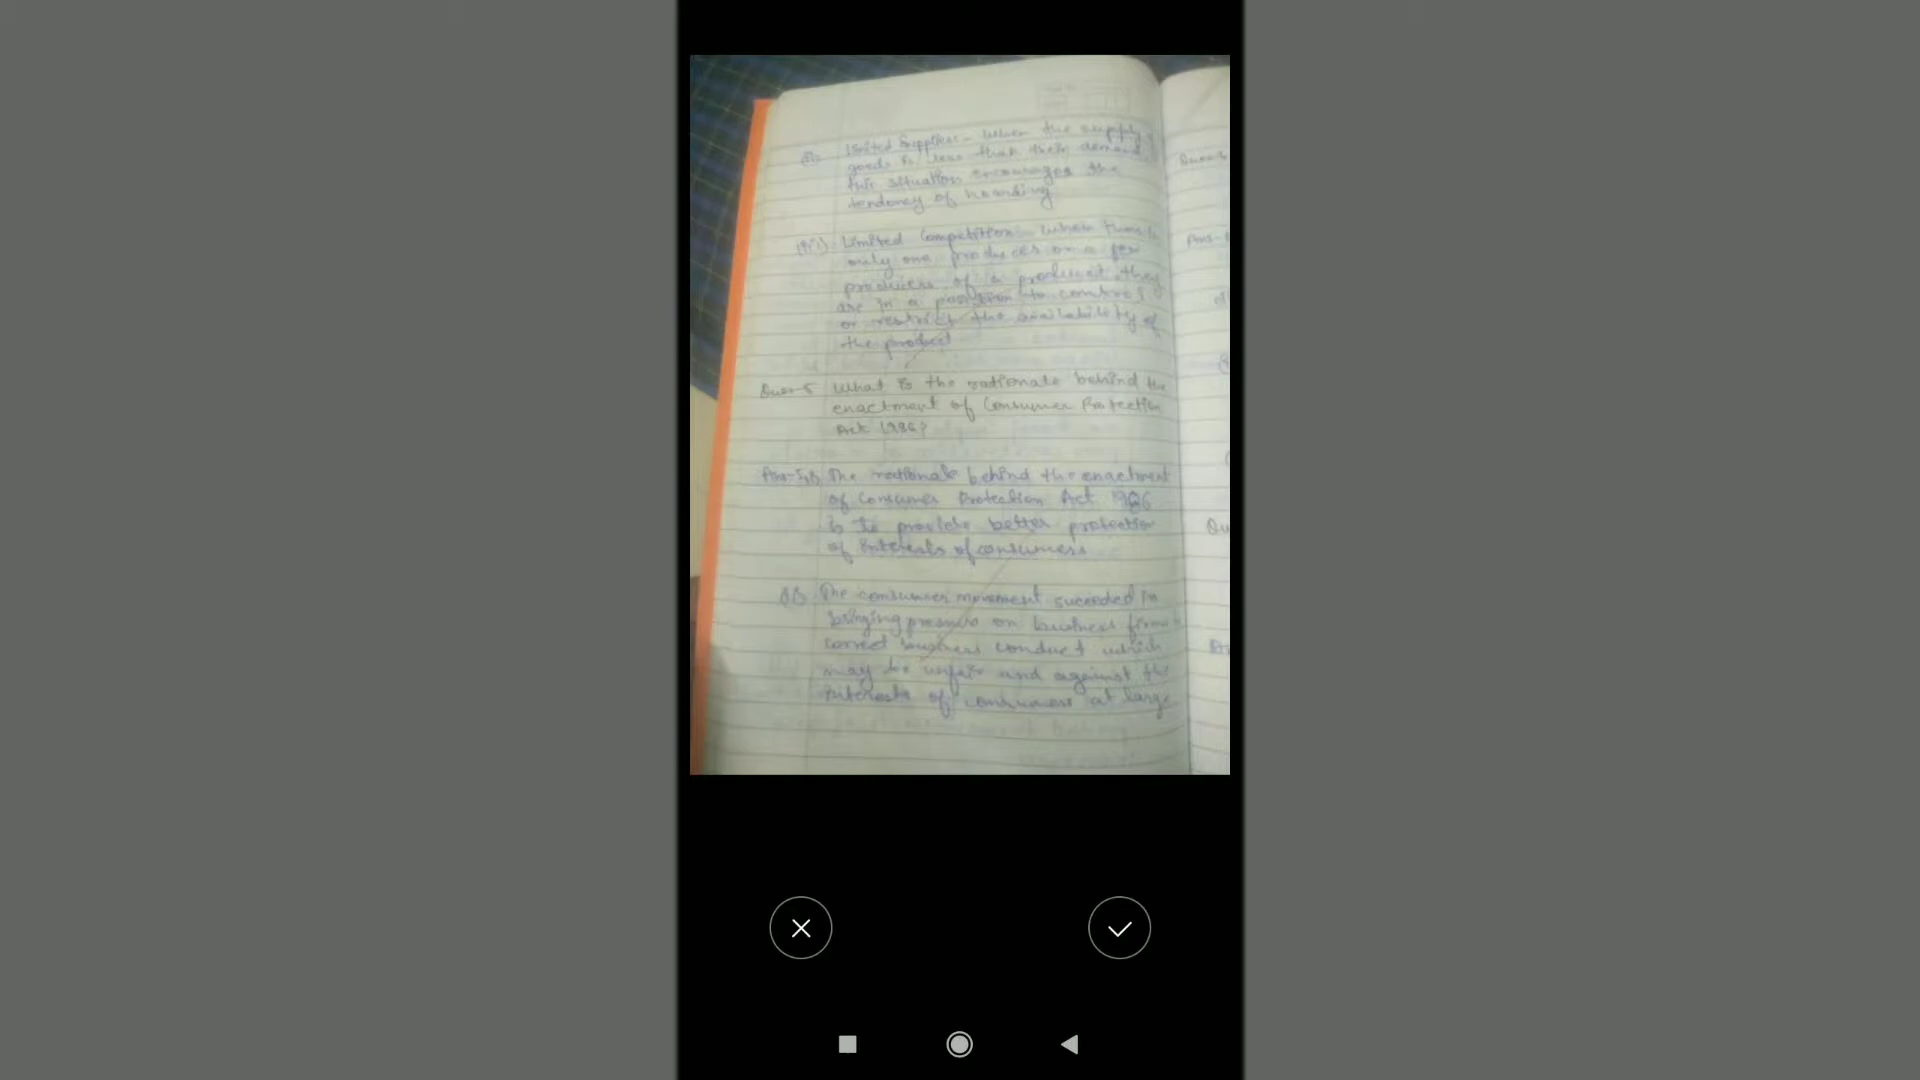 (ii) Limited Supplies - When the supply of
goods is less that their demand,
this situation encourages the
tendency of hoarding
(iii) Limited Competition - When there is
only one produces or a few
producers of a product, they
are in a position to control
or restrict the availability of
the product
Ques-5 What is the rationale behind the
enactment of Consumer Protection
Act 1986?
Ans-5 The rationale behind the enactment
of Consumer Protection Act 1986
is to provide better protection
of interests of consumers
The consumer movement succeeded in
bringing pressure on business firms
correct business conduct which
may be unfair and against the
interests of consumers at large
Ques
Ans-
Qu